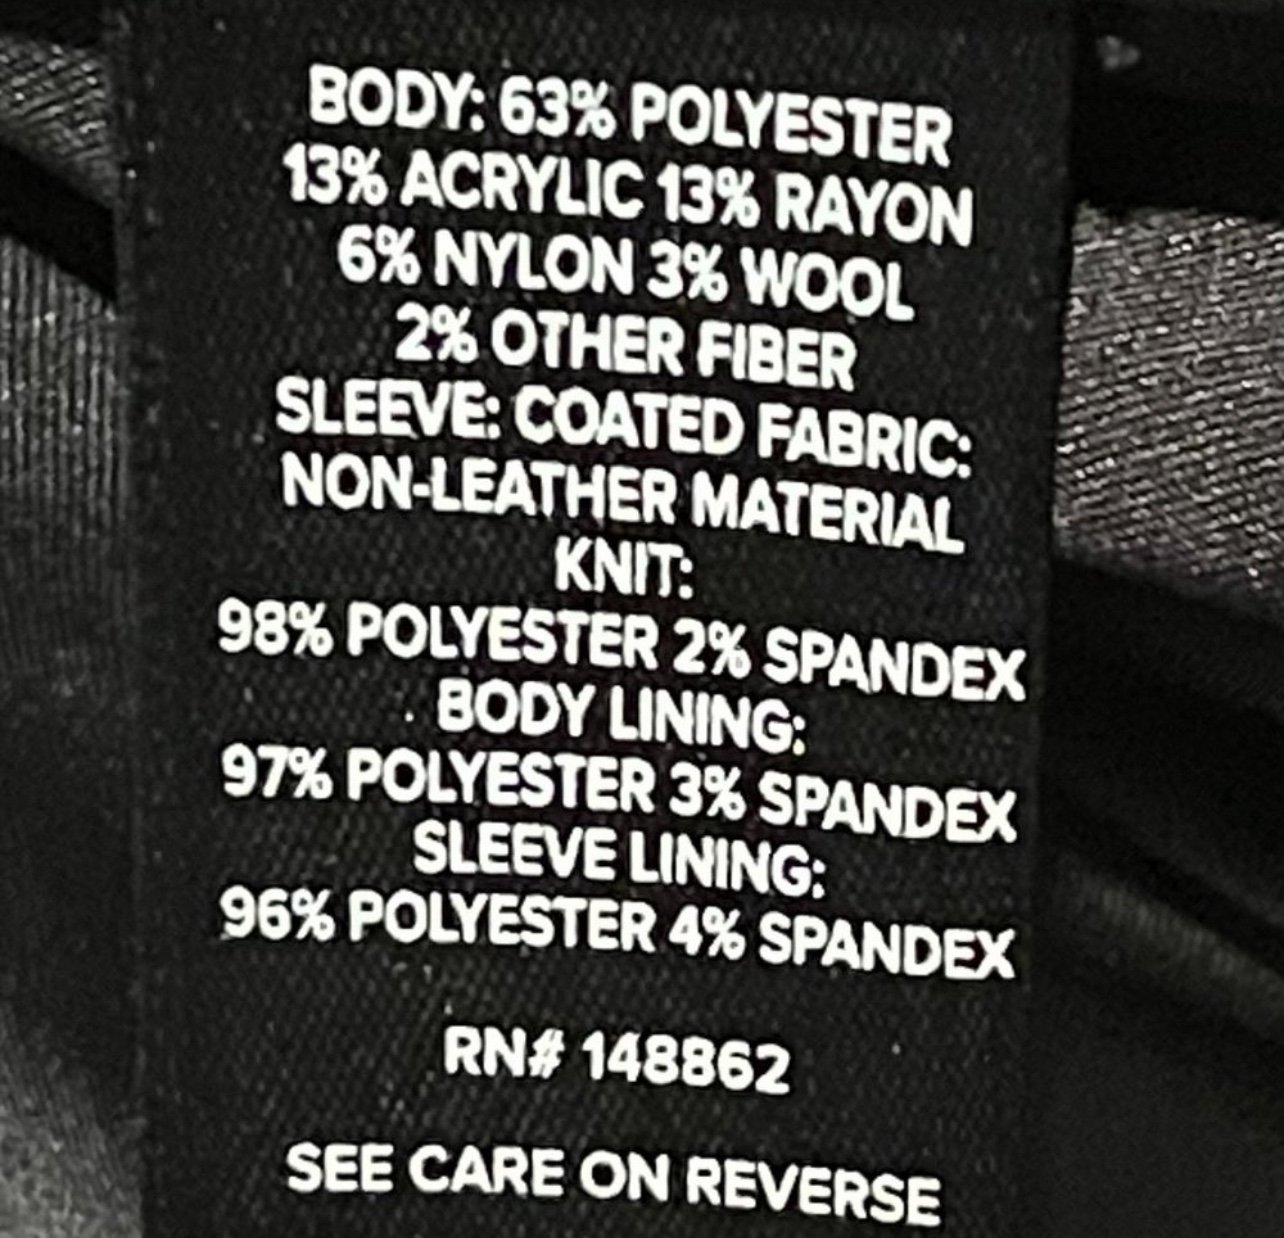 BODY: 63% POLYESTER
13% ACRYLIC 13% RAYON
6% NYLON 3% WOOL
2% OTHER FIBER
SLEEVE: COATED FABRIC:
NON-LEATHER MATERIAL
KNIT:
98% POLYESTER 2% SPANDEX
BODY LINING:
97% POLYESTER 3% SPANDEX
SLEEVE LINING:
96% POLYESTER 4% SPANDEX
RN# 148862
SEE CARE ON REVERSE